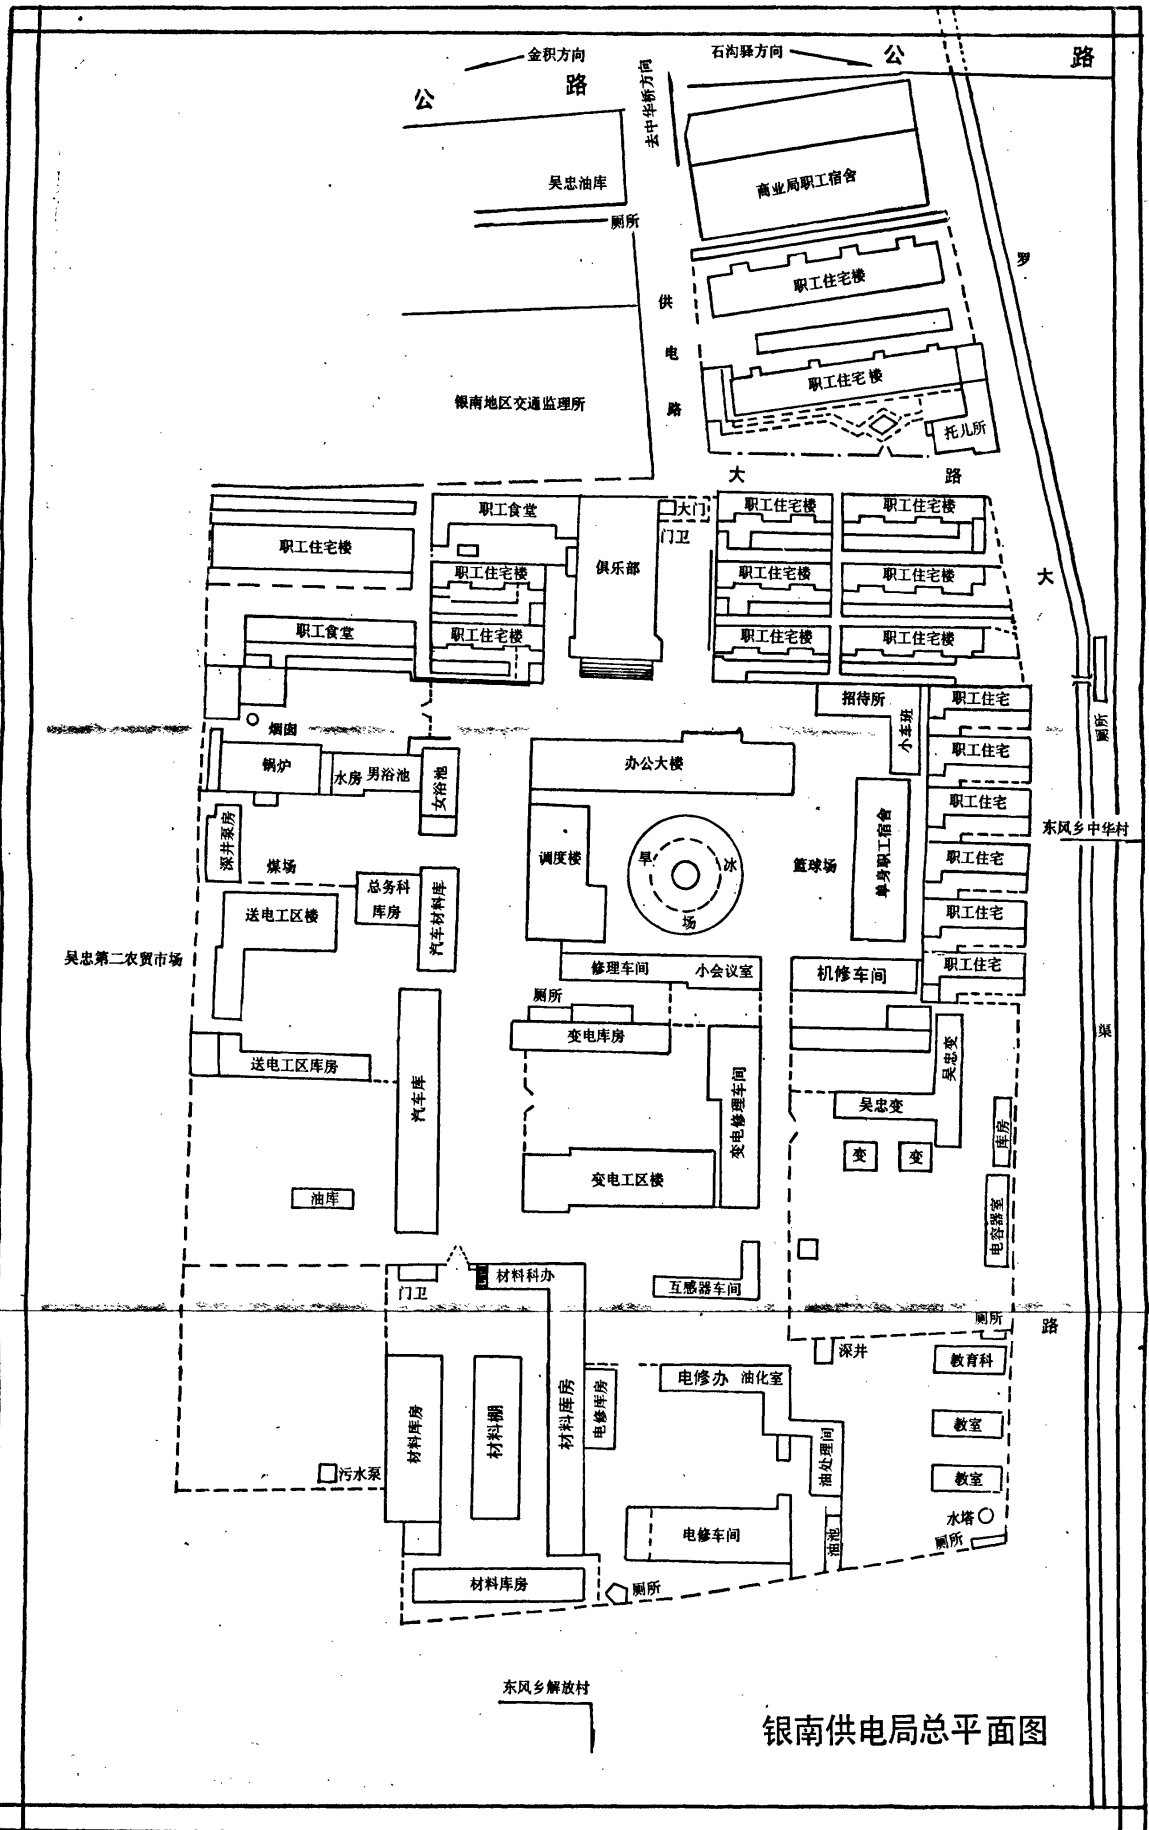 金积方向
石沟驿方向
公 路
公 路
去中华桥方向
吴忠油库
商业局职工宿舍
厕所
罗
职工住宅楼
供 电 路
职工住宅楼
银南地区交通监理所
托儿所
大 路
职工食堂
大门
职工住宅楼
职工住宅楼
门卫
职工住宅楼
俱乐部
职工住宅楼
职工住宅楼
职工住宅楼
大
职工食堂
职工住宅楼
职工住宅楼
职工住宅楼
招待所
职工住宅
小车班
厕所
烟囱
锅炉
水房
男浴池
女浴池
办公大楼
职工住宅
职工住宅
东风乡中华村
深井泵房
煤场
调度楼
旱 冰 场
篮球场
单身职工宿舍
职工住宅
总务科
库房
汽车材料库
送电工区楼
职工住宅
吴忠第二农贸市场
修理车间
小会议室
机修车间
职工住宅
厕所
变电库房
渠
吴忠变
送电工区库房
汽车库
变电修理车间
吴忠变
库房
变
变
变电工区楼
油库
电容器室
材料科办
门卫
互感器车间
厕所
路
深井
教育科
电修办
油化室
材料库房
材料棚
材料库房
电修库房
教室
油处理间
污水泵
教室
水塔
电修车间
油池
厕所
材料库房
厕所
东风乡解放村
银南供电局总平面图